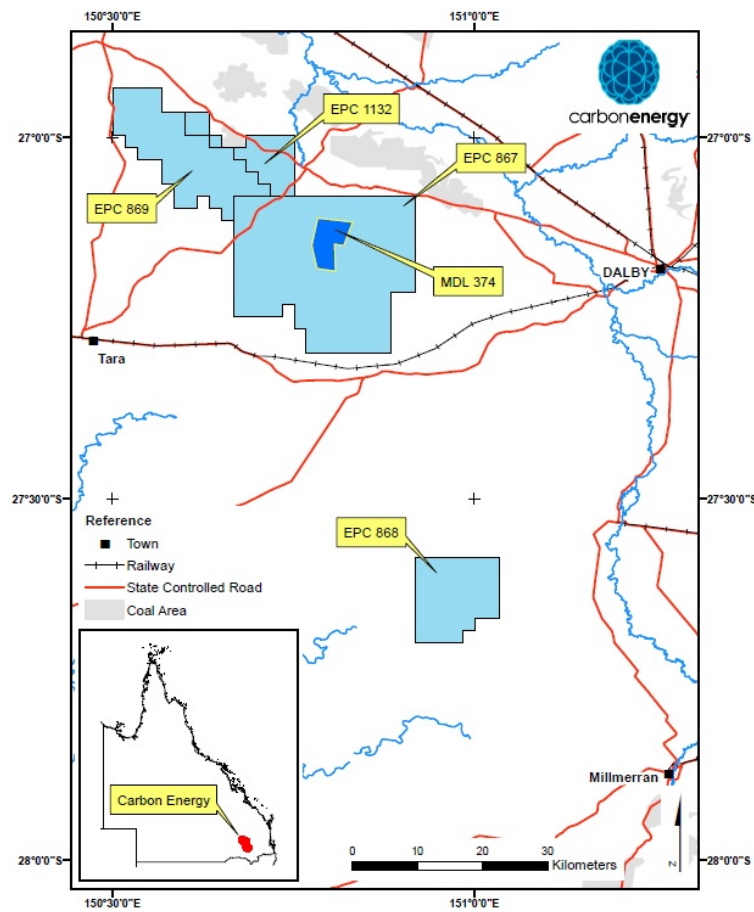 150°30'0"E
151°0'0"E
carbonenergy
27°0'0"S
27°0'0"S
EPC 1132
EPC 867
EPC 869
MDL 374
DALBY
Tara
27°30'0"S
27°30'0"S
Reference
Town
Railway
State Controlled Road
Coal Area
EPC 868
Carbon Energy
Millmerran
0 10 20 30
Kilometers
N
28°0'0"S
28°0'0"S
150°30'0"E
151°0'0"E